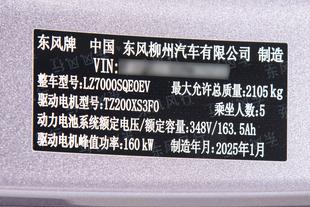 东风牌 中国 东风柳州汽车有限公司 制造
VIN:
整车型号:LZ7000SQE0EV 最大允许总质量:2105 kg
驱动电机型号:TZ200XS3F0 乘坐人数:5
动力电池系统额定电压/额定容量:348V/163.5Ah
驱动电机峰值功率:160 kW 制造年月:2025年1月